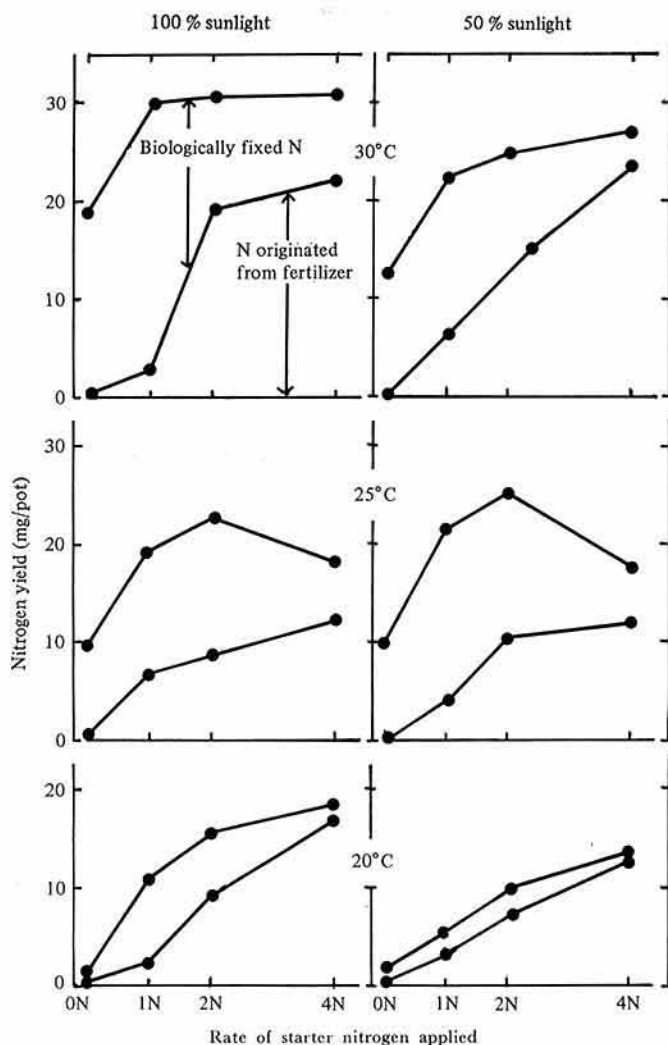 100 % sunlight
50 % sunlight
30
20
10
0
Biologically fixed N
N originated
from fertilizer
30°C
30
20
10
0
25°C
Nitrogen yield (mg/pot)
20
10
0
20°C
0N 1N 2N 4N
0N 1N 2N 4N
Rate of starter nitrogen applied